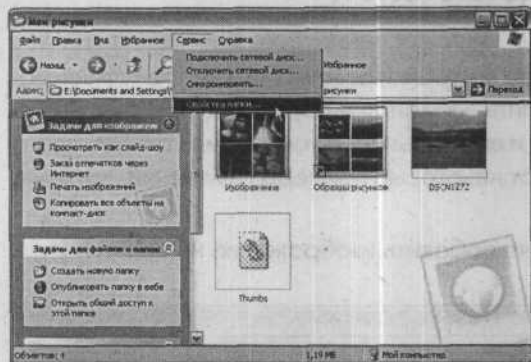 Мои рисунки
Файл Правка Вид Избранное Сервис Справка
Назад
Подключить сетевой диск...
Отключить сетевой диск...
Синхронизировать...
Свойства папки...
Избранное
Адрес: E:\Documents and Settings\ рисунки Переход
Задачи для изображений
Просмотреть как слайд-шоу
Заказ отпечатков через
Интернет
Печать изображений
Копировать все объекты на
компакт-диск
Изображение Образцы рисунков DSCN1272
Задачи для файлов и папок
Создать новую папку
Опубликовать папку в вебе
Открыть общий доступ к
этой папке
Thumbs
Объектов: 4 1,19 МБ Мой компьютер